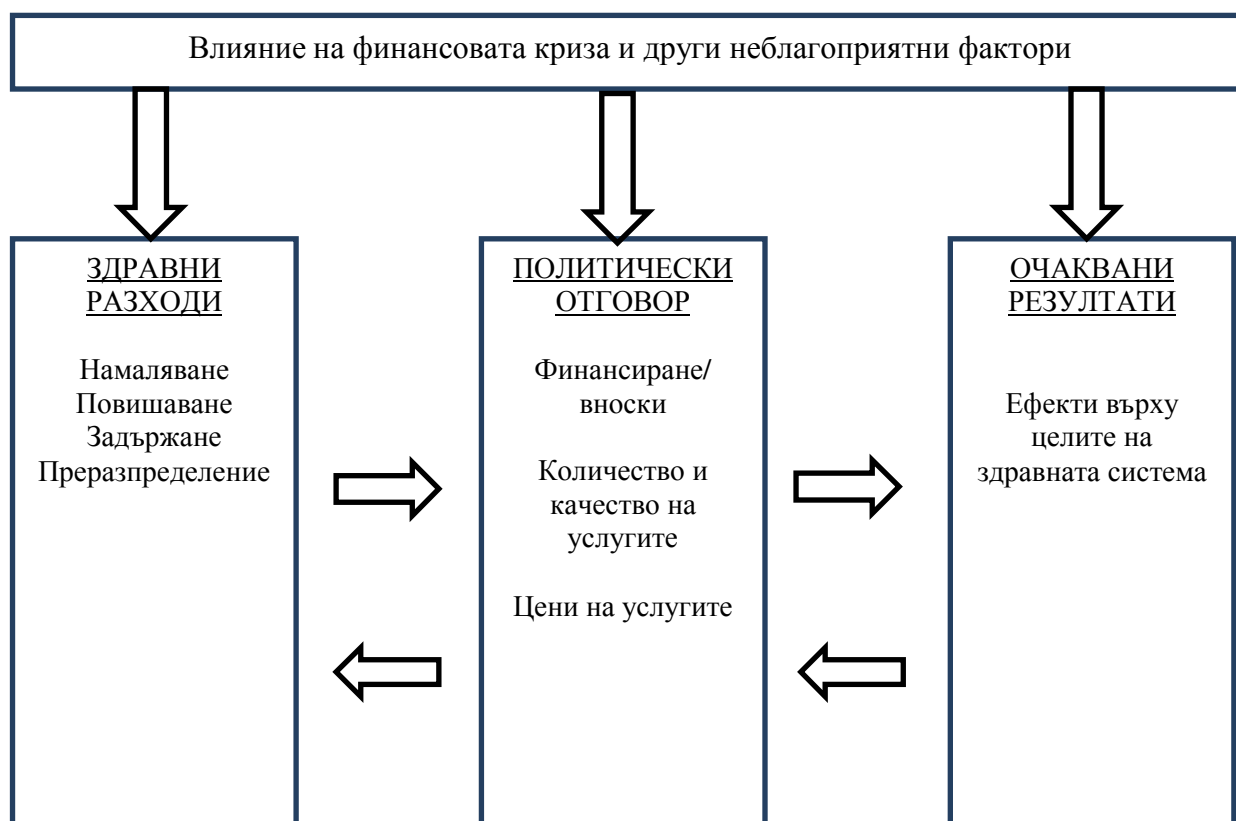 Влияние на финансовата криза и други неблагоприятни фактори
ЗДРАВНИ
РАЗХОДИ
Намаляване
Повишаване
Задържане
Преразпределение
ПОЛИТИЧЕСКИ
ОТГОВОР
Финансиране/
вноски
Количество и
качество на
услугите
Цени на услугите
ОЧАКВАНИ
РЕЗУЛТАТИ
Ефекти върху
целите на
здравната система